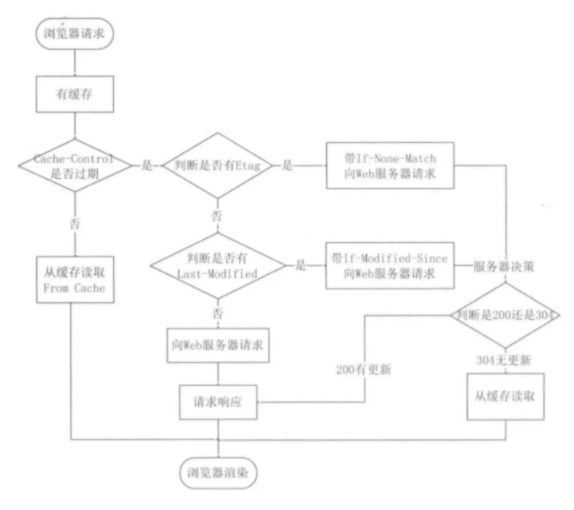 浏览器请求
有缓存
Cache-Control
是否过期
是
判断是否有Etag
是
带If-None-Match
向Web服务器请求
否
否
从缓存读取
From Cache
判断是否有
Last-Modified
是
带If-Modified-Since
向Web服务器请求
服务器决策
否
判断是200还是304
向Web服务器请求
200有更新
304无更新
请求响应
从缓存读取
浏览器渲染